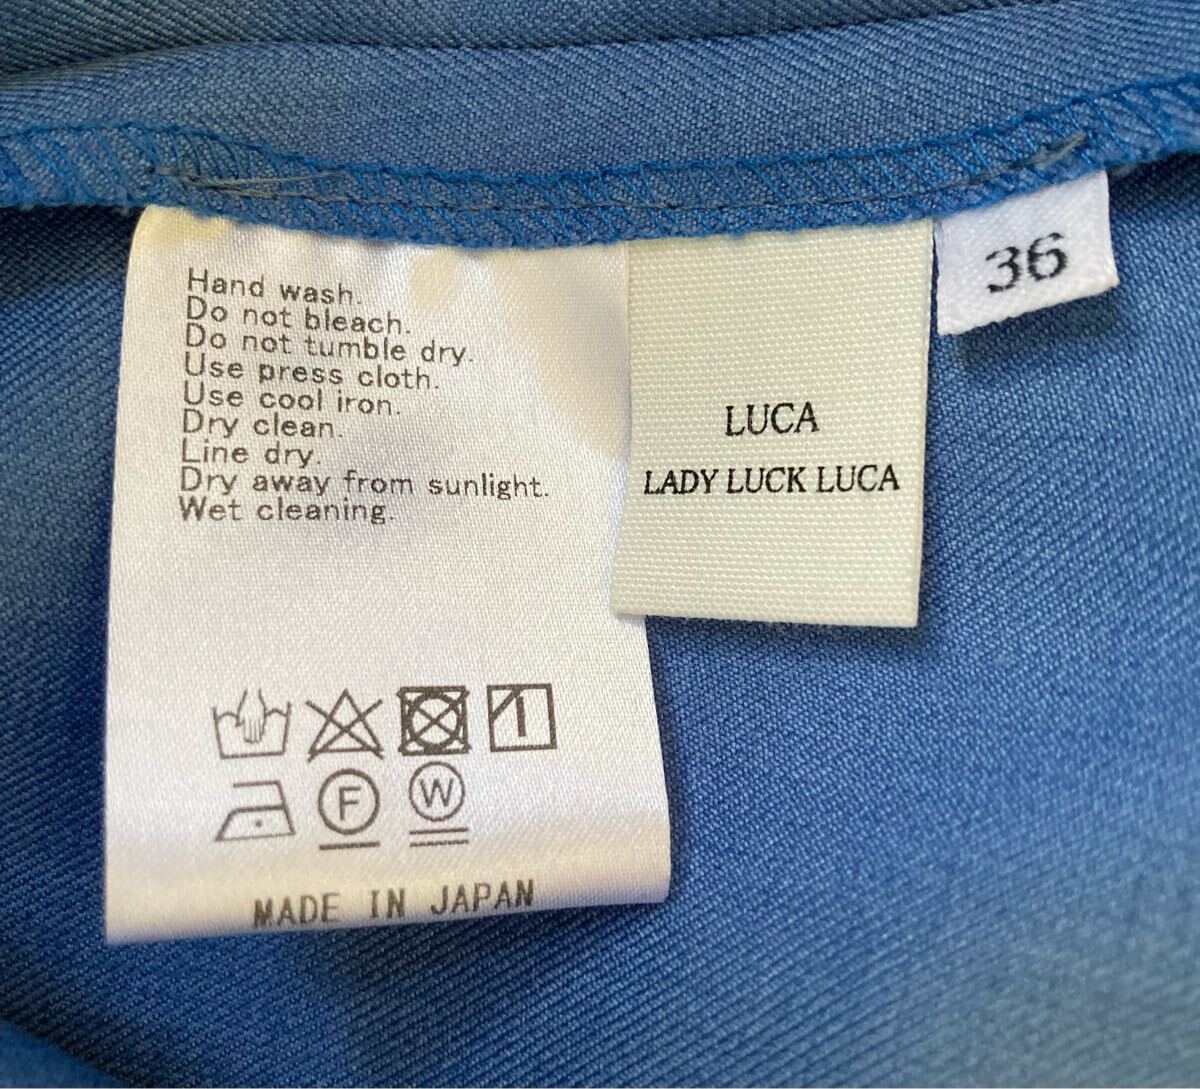 Hand wash.
Do not bleach.
Do not tumble dry.
Use press cloth.
Use cool iron.
Dry clean.
Line dry.
Dry away from sunlight.
Wet cleaning.
F
W
MADE IN JAPAN
LUCA
LADY LUCK LUCA
36